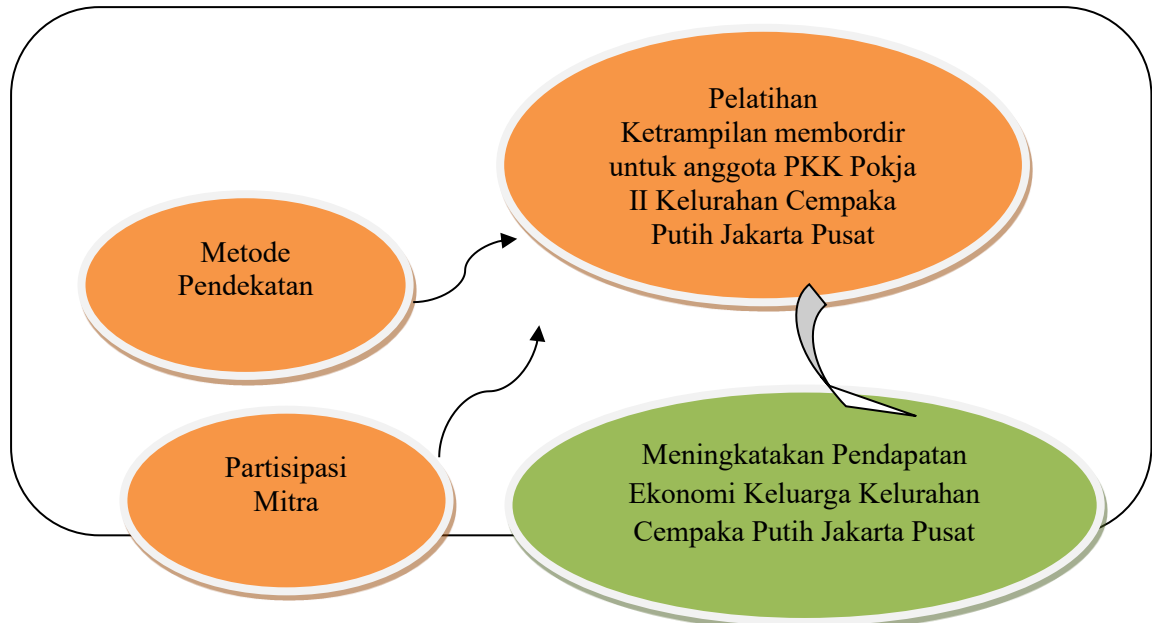 Pelatihan
Ketrampilan membordir
untuk anggota PKK Pokja
II Kelurahan Cempaka
Putih Jakarta Pusat
Metode
Pendekatan
Partisipasi
Mitra
Meningkatakan Pendapatan
Ekonomi Keluarga Kelurahan
Cempaka Putih Jakarta Pusat